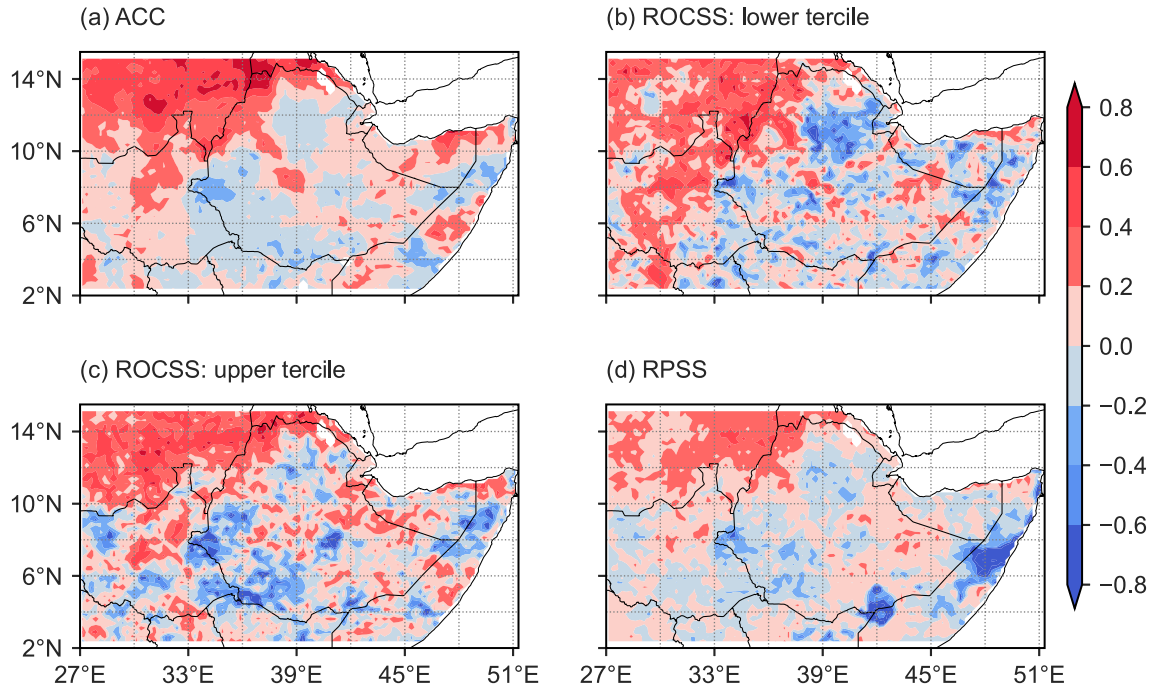 (a) ACC
(b) ROCSS: lower tercile
14°N
10°N
6°N
2°N
0.8
0.6
0.4
0.2
0.0
−0.2
−0.4
−0.6
−0.8
(c) ROCSS: upper tercile
(d) RPSS
14°N
10°N
6°N
2°N
27°E 33°E 39°E 45°E 51°E
27°E 33°E 39°E 45°E 51°E